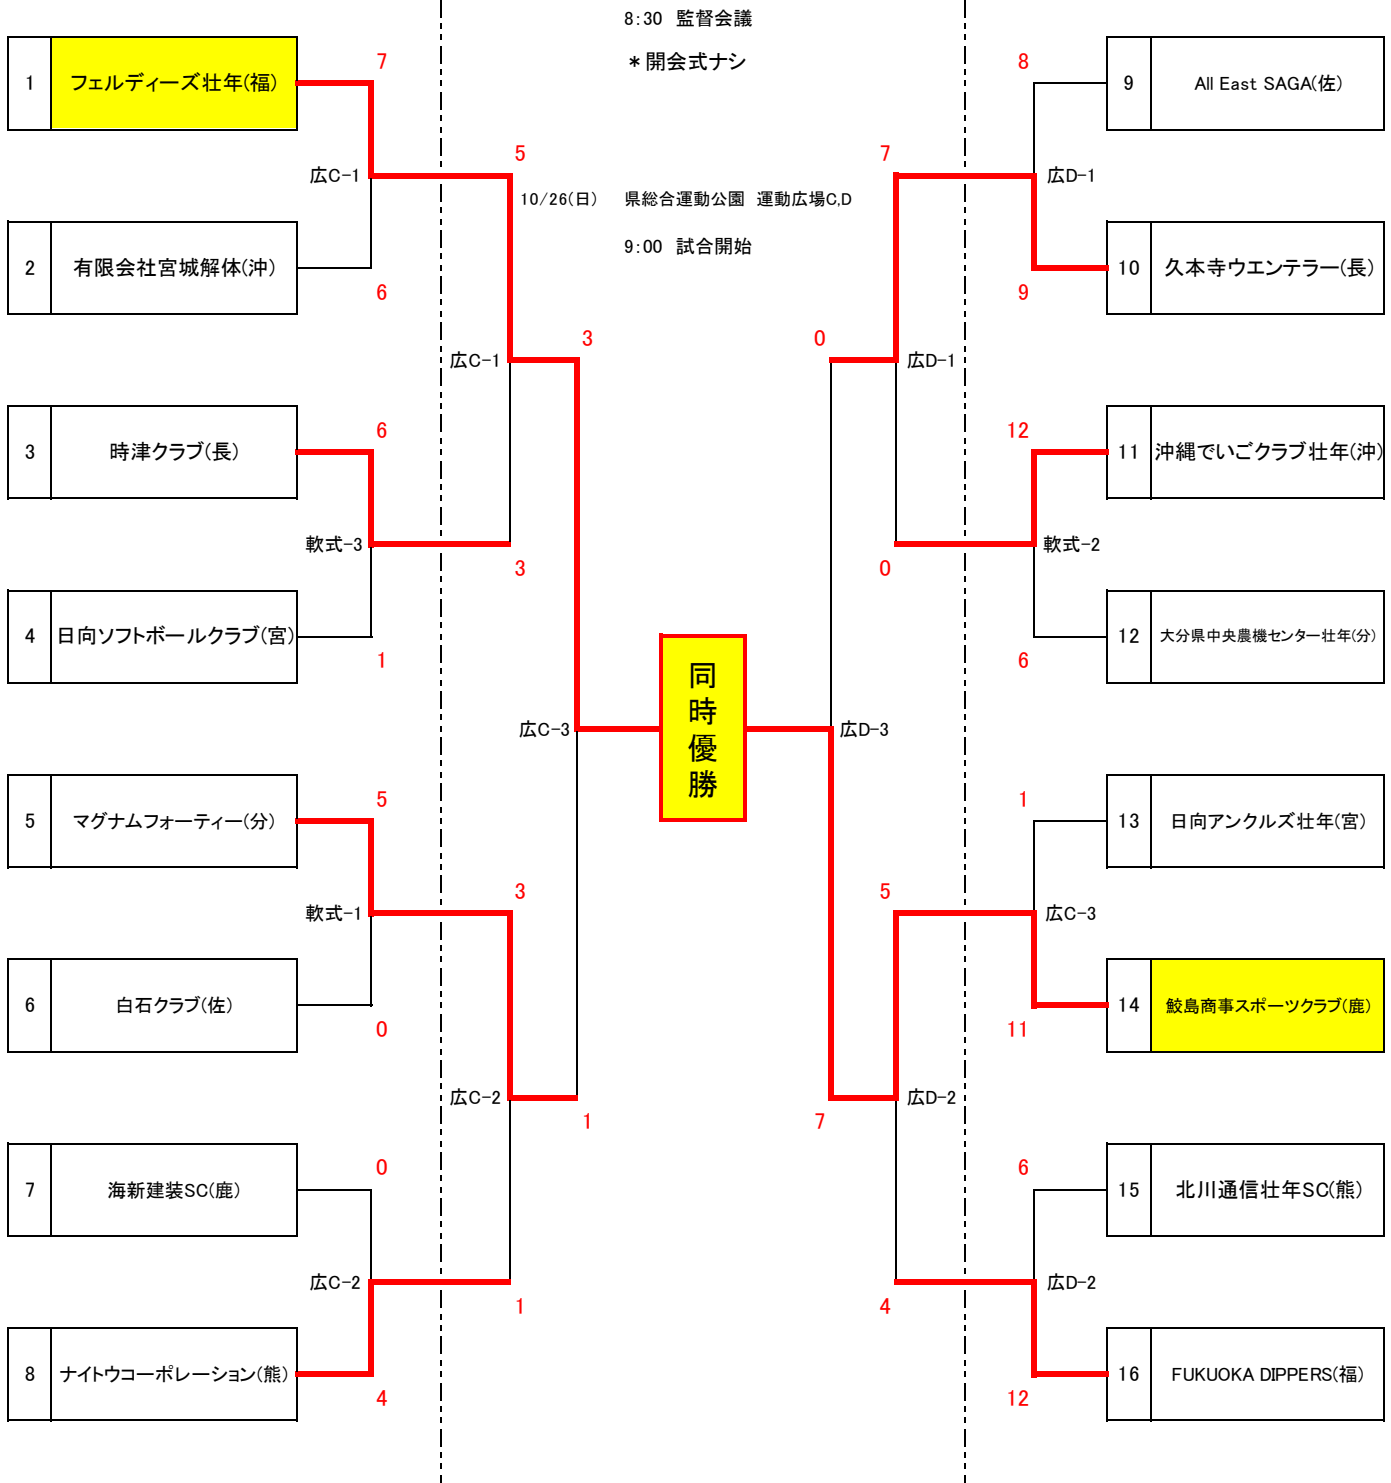 8:30 監督会議
＊開会式ナシ
10/26(日) 県総合運動公園 運動広場C,D
9:00 試合開始
1 フェルディーズ壮年(福)
7
広C-1
2 有限会社宮城解体(沖)
6
5
広C-1
3 時津クラブ(長)
6
軟式-3
4 日向ソフトボールクラブ(宮)
1
3
3
広C-3
5 マグナムフォーティー(分)
5
軟式-1
6 白石クラブ(佐)
0
3
広C-2
7 海新建装SC(鹿)
0
広C-2
8 ナイトウコーポレーション(熊)
4
1
1
同時優勝
8
9 All East SAGA(佐)
7
広D-1
10 久本寺ウエンテラー(長)
9
0
広D-1
12
11 沖縄でいごクラブ壮年(沖)
軟式-2
0
12 大分県中央農機センター壮年(分)
6
広D-3
1
13 日向アンクルズ壮年(宮)
5
広C-3
14 鮫島商事スポーツクラブ(鹿)
11
広D-2
7
6
15 北川通信壮年SC(熊)
広D-2
4
16 FUKUOKA DIPPERS(福)
12